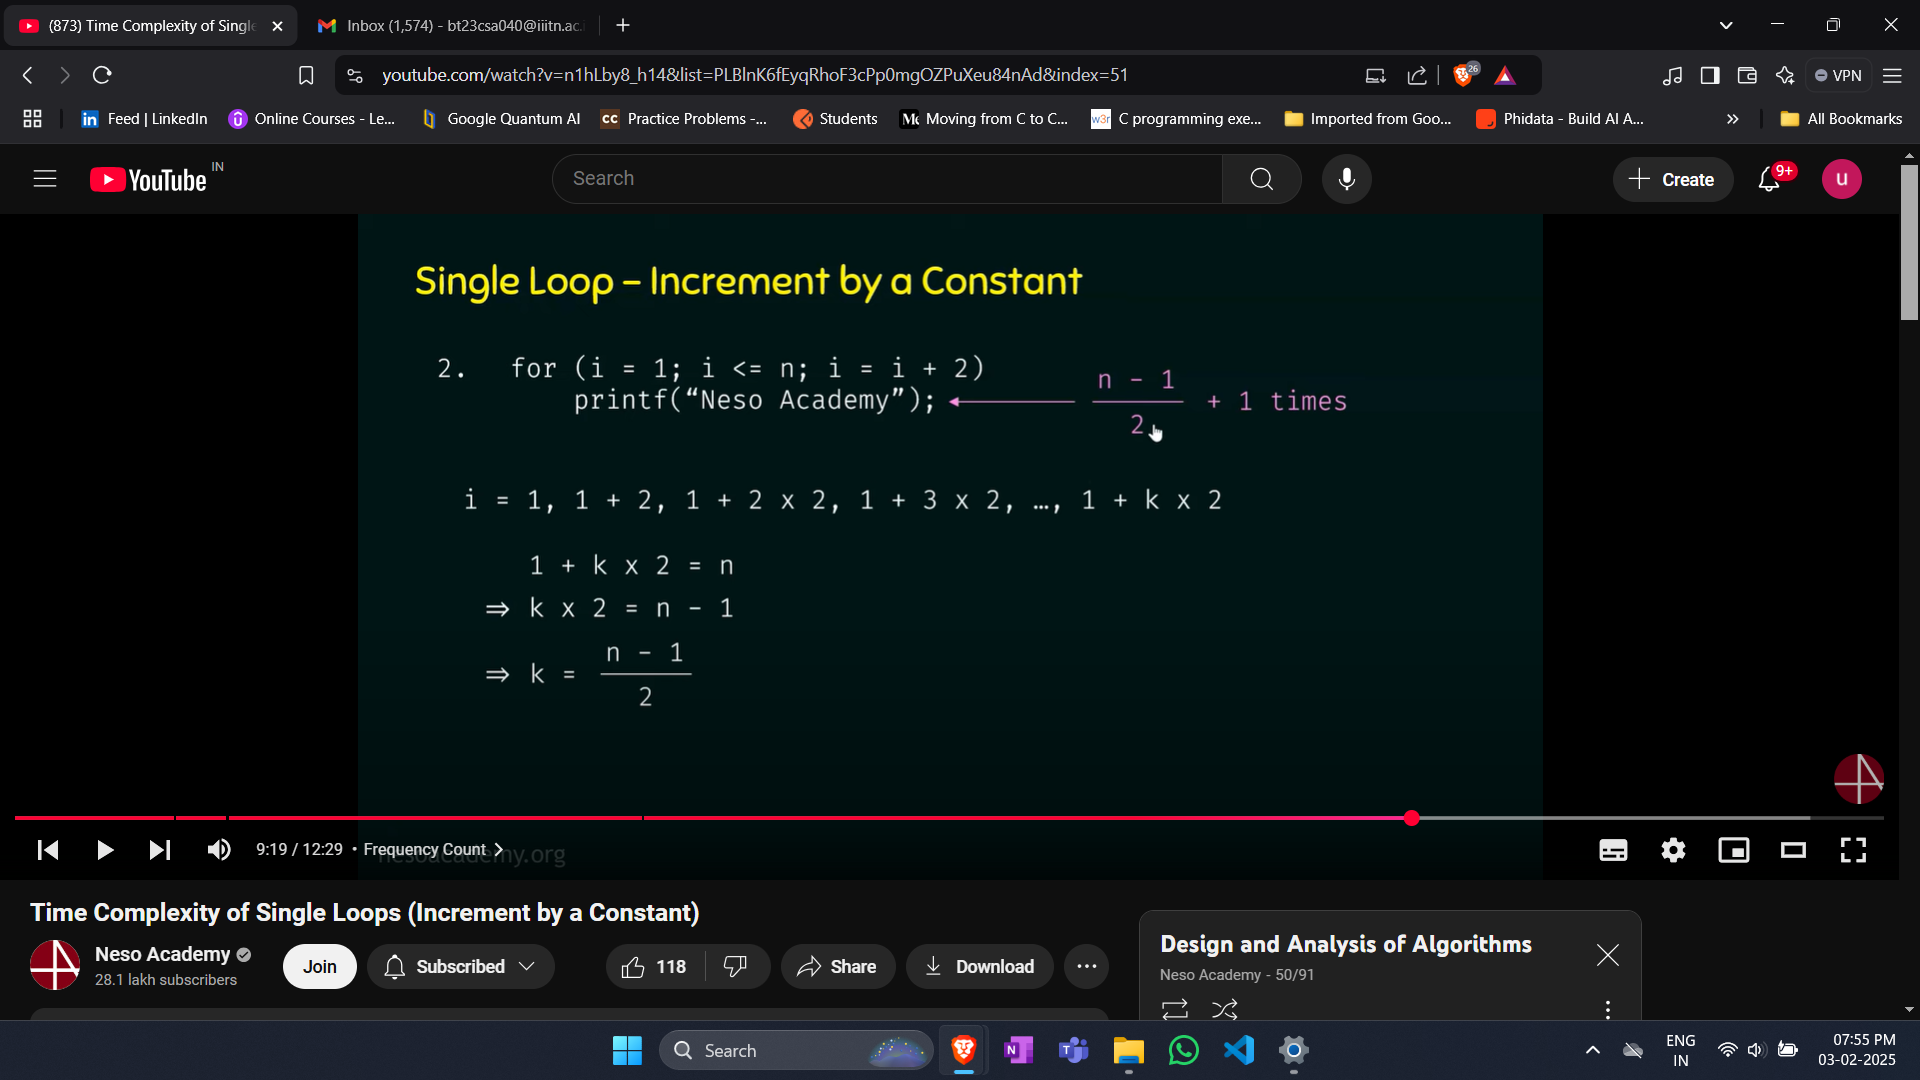 (873) Time Complexity of Single
Inbox (1,574) - bt23csa040@iiitn.ac.
youtube.com/watch?v=n1hLby8_h14&list=PLBlnK6fEyqRhoF3cPp0mgOZPuXeu84nAd&index=51
26
VPN
Feed | LinkedIn
Online Courses - Le...
Google Quantum AI
CC Practice Problems -...
Students
Moving from C to C...
w3r C programming exe...
Imported from Goo...
Phidata - Build AI A...
All Bookmarks
YouTube IN
Search
Create
9+
u
Single Loop – Increment by a Constant
2. for (i = 1; i <= n; i = i + 2)
n - 1
printf(“Neso Academy”);
+ 1 times
2
i = 1, 1 + 2, 1 + 2 x 2, 1 + 3 x 2, …, 1 + k x 2
1 + k x 2 = n
⇒ k x 2 = n - 1
n - 1
⇒ k =
2
9:19 / 12:29 • Frequency Count
nesoacademy.org
Time Complexity of Single Loops (Increment by a Constant)
Neso Academy
28.1 lakh subscribers
Join
Subscribed
118
Share
Download
Design and Analysis of Algorithms
Neso Academy - 50/91
Search
ENG
IN
07:55 PM
03-02-2025